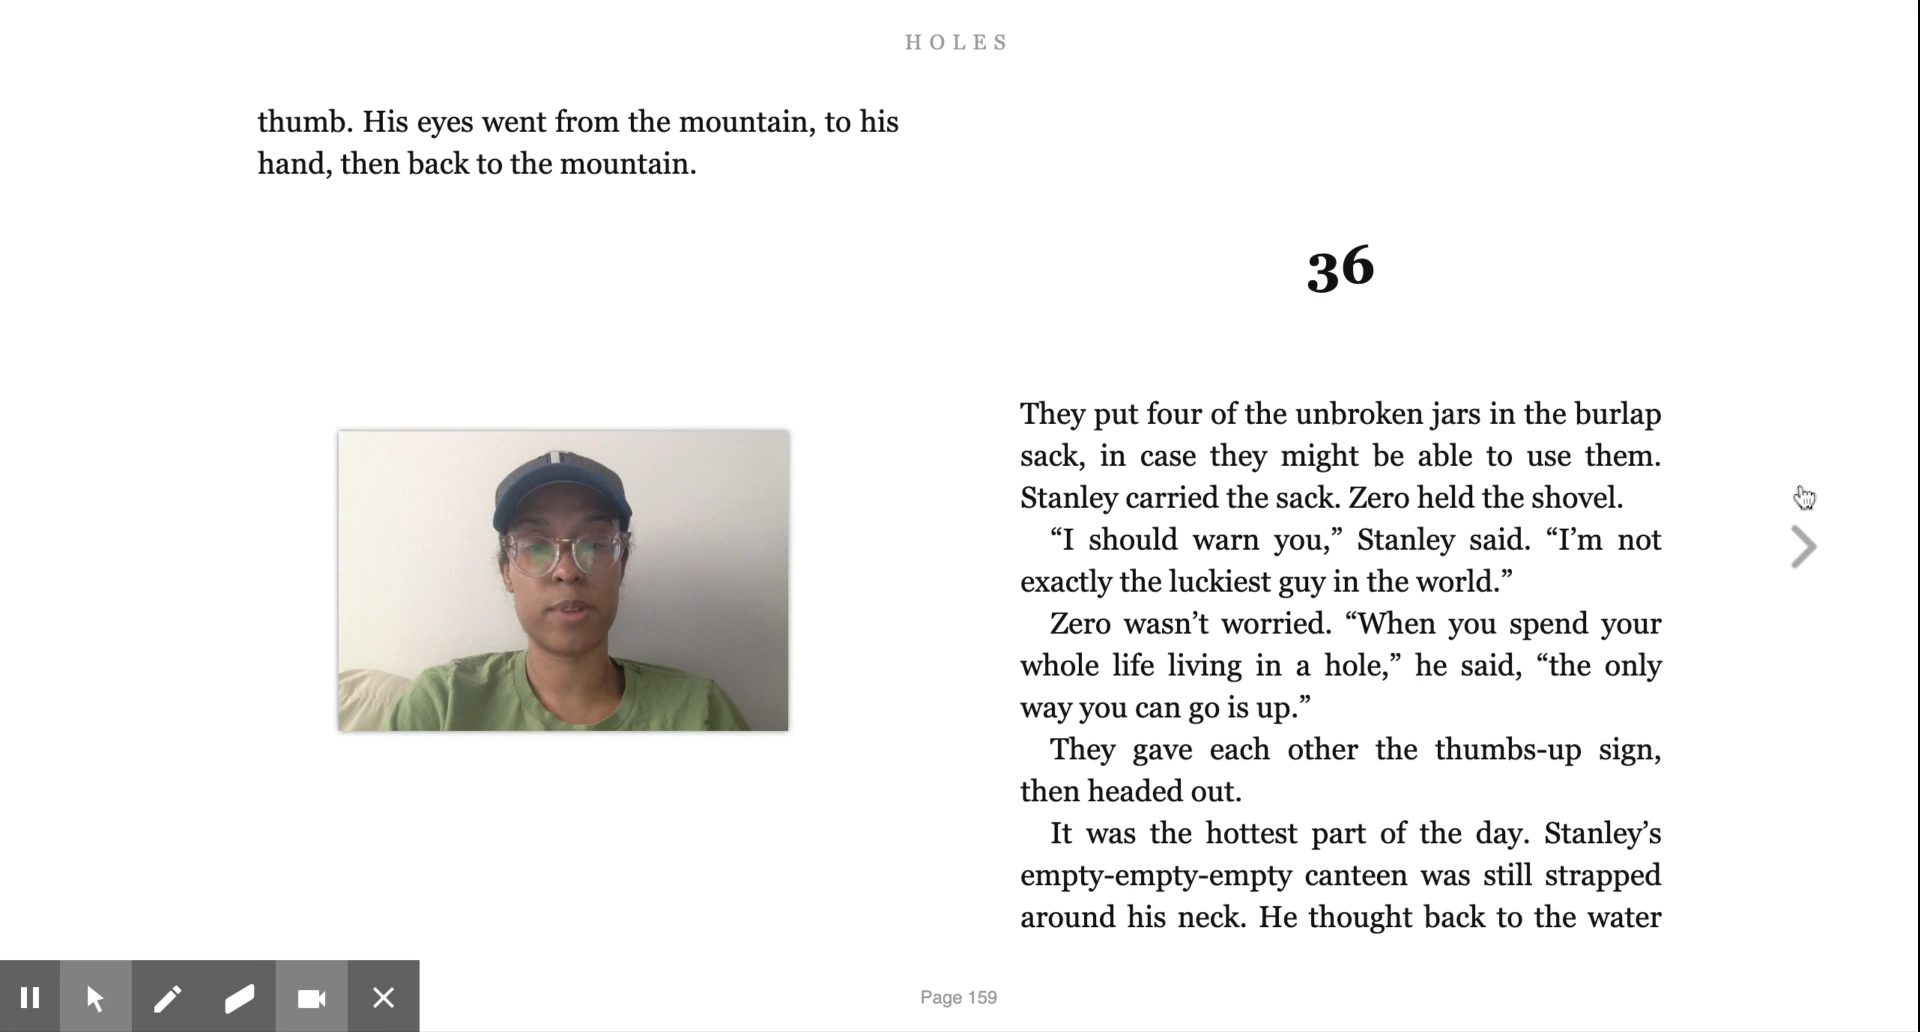 HOLES
thumb. His eyes went from the mountain, to his
hand, then back to the mountain.
36
They put four of the unbroken jars in the burlap
sack, in case they might be able to use them.
Stanley carried the sack. Zero held the shovel.
“I should warn you,” Stanley said. “I’m not
exactly the luckiest guy in the world.”
Zero wasn’t worried. “When you spend your
whole life living in a hole,” he said, “the only
way you can go is up.”
They gave each other the thumbs-up sign,
then headed out.
It was the hottest part of the day. Stanley’s
empty-empty-empty canteen was still strapped
around his neck. He thought back to the water
Page 159